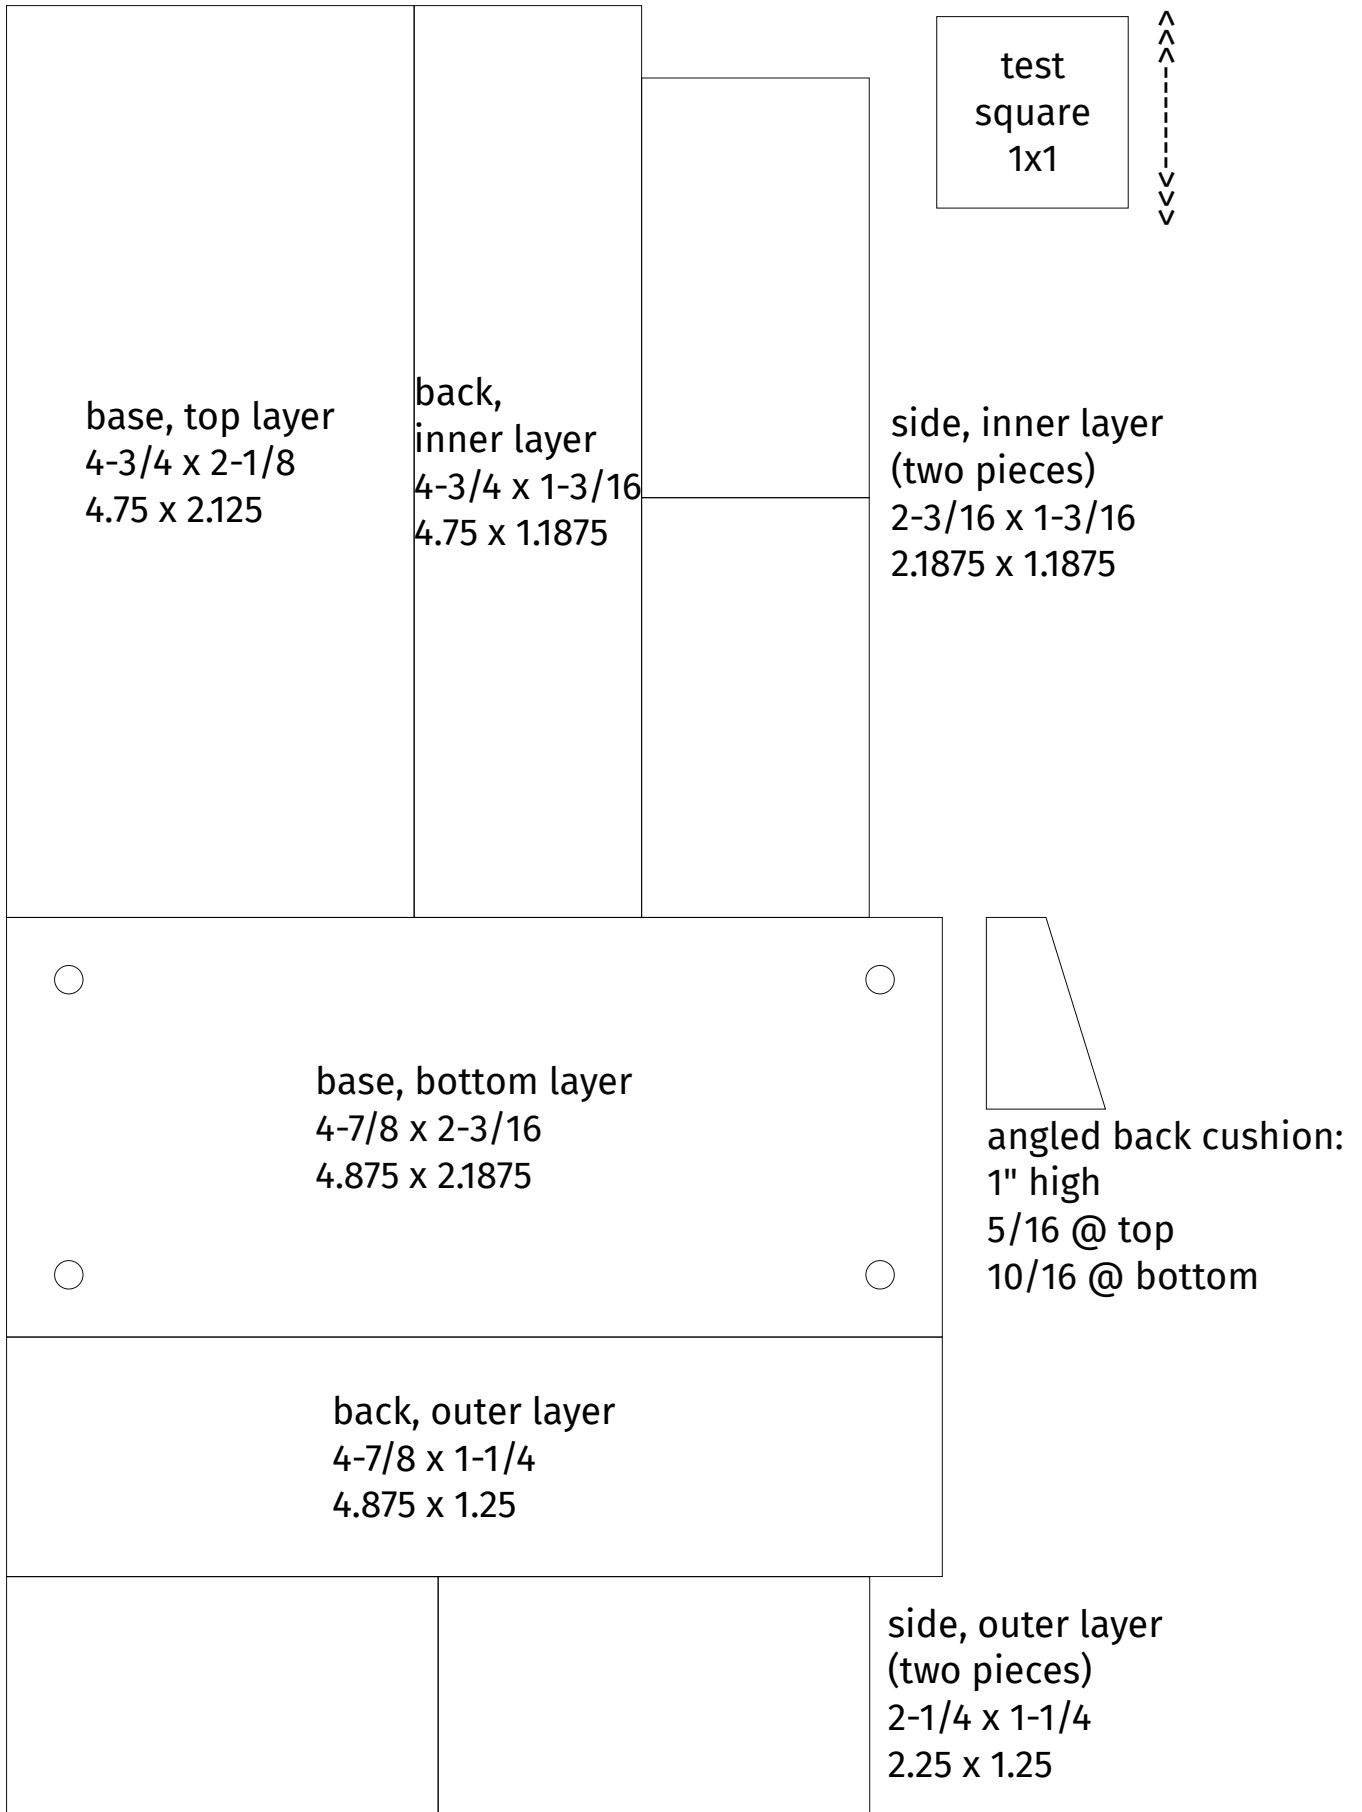 test
square
1x1
<<<-------->>>
base, top layer
4-3/4 x 2-1/8
4.75 x 2.125
back,
inner layer
4-3/4 x 1-3/16
4.75 x 1.1875
side, inner layer
(two pieces)
2-3/16 x 1-3/16
2.1875 x 1.1875
base, bottom layer
4-7/8 x 2-3/16
4.875 x 2.1875
angled back cushion:
1" high
5/16 @ top
10/16 @ bottom
back, outer layer
4-7/8 x 1-1/4
4.875 x 1.25
side, outer layer
(two pieces)
2-1/4 x 1-1/4
2.25 x 1.25